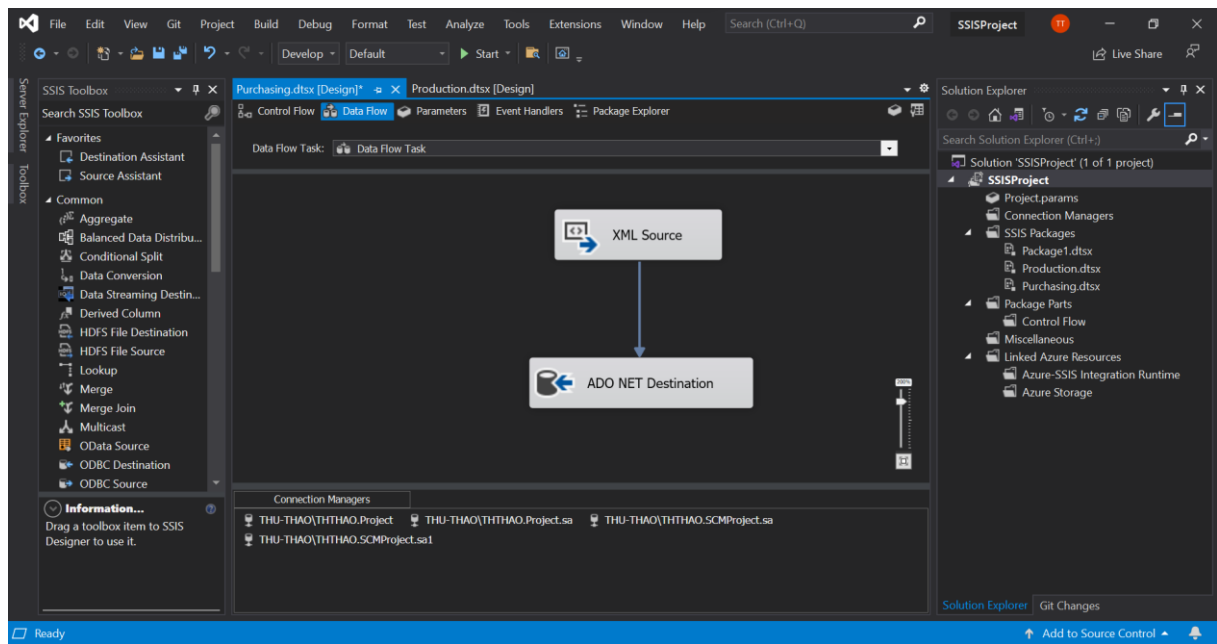 File Edit View Git Project Build Debug Format Test Analyze Tools Extensions Window Help Search (Ctrl+Q) SSISProject TT
Develop Default Start Live Share
Server Explorer
Toolbox
SSIS Toolbox
Search SSIS Toolbox
Favorites
Destination Assistant
Source Assistant
Common
Aggregate
Balanced Data Distribu...
Conditional Split
Data Conversion
Data Streaming Destin...
Derived Column
HDFS File Destination
HDFS File Source
Lookup
Merge
Merge Join
Multicast
OData Source
ODBC Destination
ODBC Source
Information...
Drag a toolbox item to SSIS
Designer to use it.
Purchasing.dtsx [Design]* Production.dtsx [Design]
Control Flow Data Flow Parameters Event Handlers Package Explorer
Data Flow Task: Data Flow Task
XML Source
ADO NET Destination
Connection Managers
THU-THAO\THTHAO.Project THU-THAO\THTHAO.Project.sa THU-THAO\THTHAO.SCMProject.sa
THU-THAO\THTHAO.SCMProject.sa1
Solution Explorer
Search Solution Explorer (Ctrl+;)
Solution 'SSISProject' (1 of 1 project)
SSISProject
Project.params
Connection Managers
SSIS Packages
Package1.dtsx
Production.dtsx
Purchasing.dtsx
Package Parts
Control Flow
Miscellaneous
Linked Azure Resources
Azure-SSIS Integration Runtime
Azure Storage
Solution Explorer Git Changes
Ready Add to Source Control